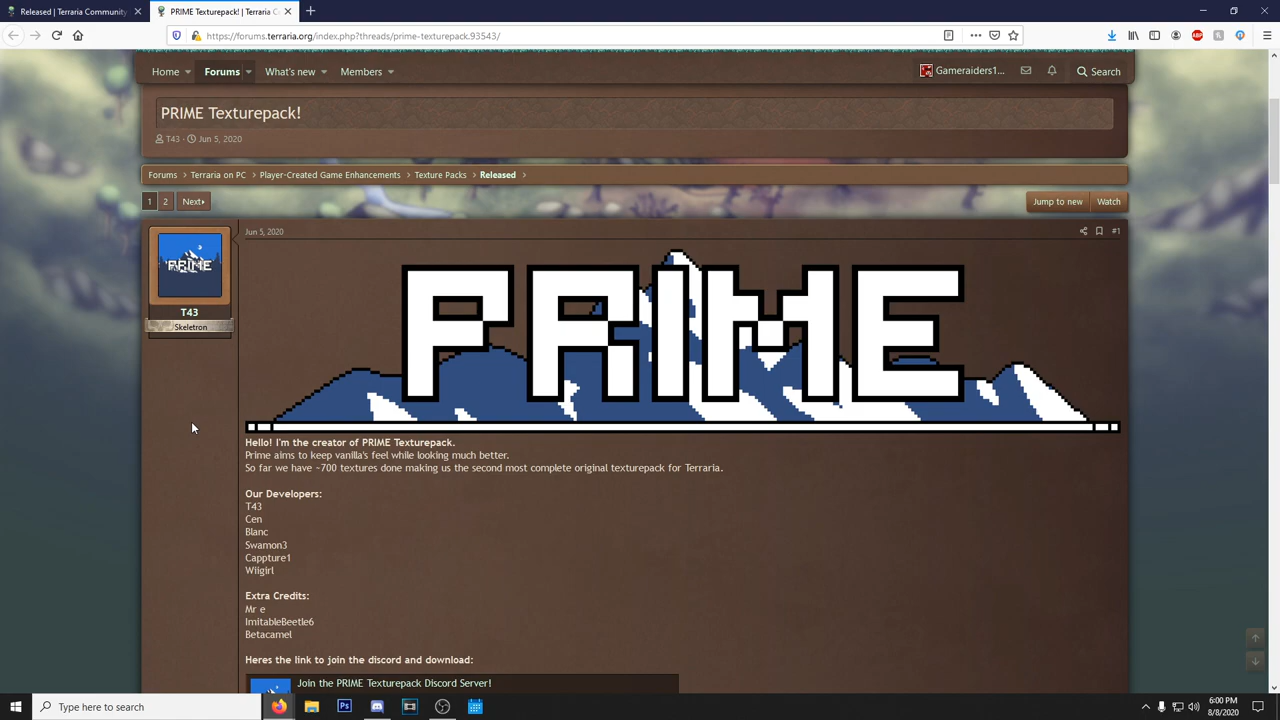 Released | Terraria Community
PRIME Texturepack! | Terraria C
https://forums.terraria.org/index.php?threads/prime-texturepack.93543/
ABP
Home
Forums
What's new
Members
Gameraiders1...
Search
PRIME Texturepack!
T43
Jun 5, 2020
Forums
Terraria on PC
Player-Created Game Enhancements
Texture Packs
Released
1
2
Next
Jump to new
Watch
Jun 5, 2020
#1
PRIME
T43
Skeletron
PRIME
Hello! I'm the creator of PRIME Texturepack.
Prime aims to keep vanilla's feel while looking much better.
So far we have ~700 textures done making us the second most complete original texturepack for Terraria.
Our Developers:
T43
Cen
Blanc
Swamon3
Cappture1
Wiigirl
Extra Credits:
Mr e
ImitableBeetle6
Betacamel
Heres the link to join the discord and download:
Join the PRIME Texturepack Discord Server!
Type here to search
Ps
6:00 PM
8/8/2020